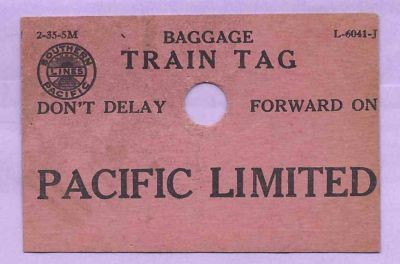 2-35-5M BAGGAGE L-6041-J
TRAIN TAG
SOUTHERN
LINES
PACIFIC
DON'T DELAY FORWARD ON
PACIFIC LIMITED